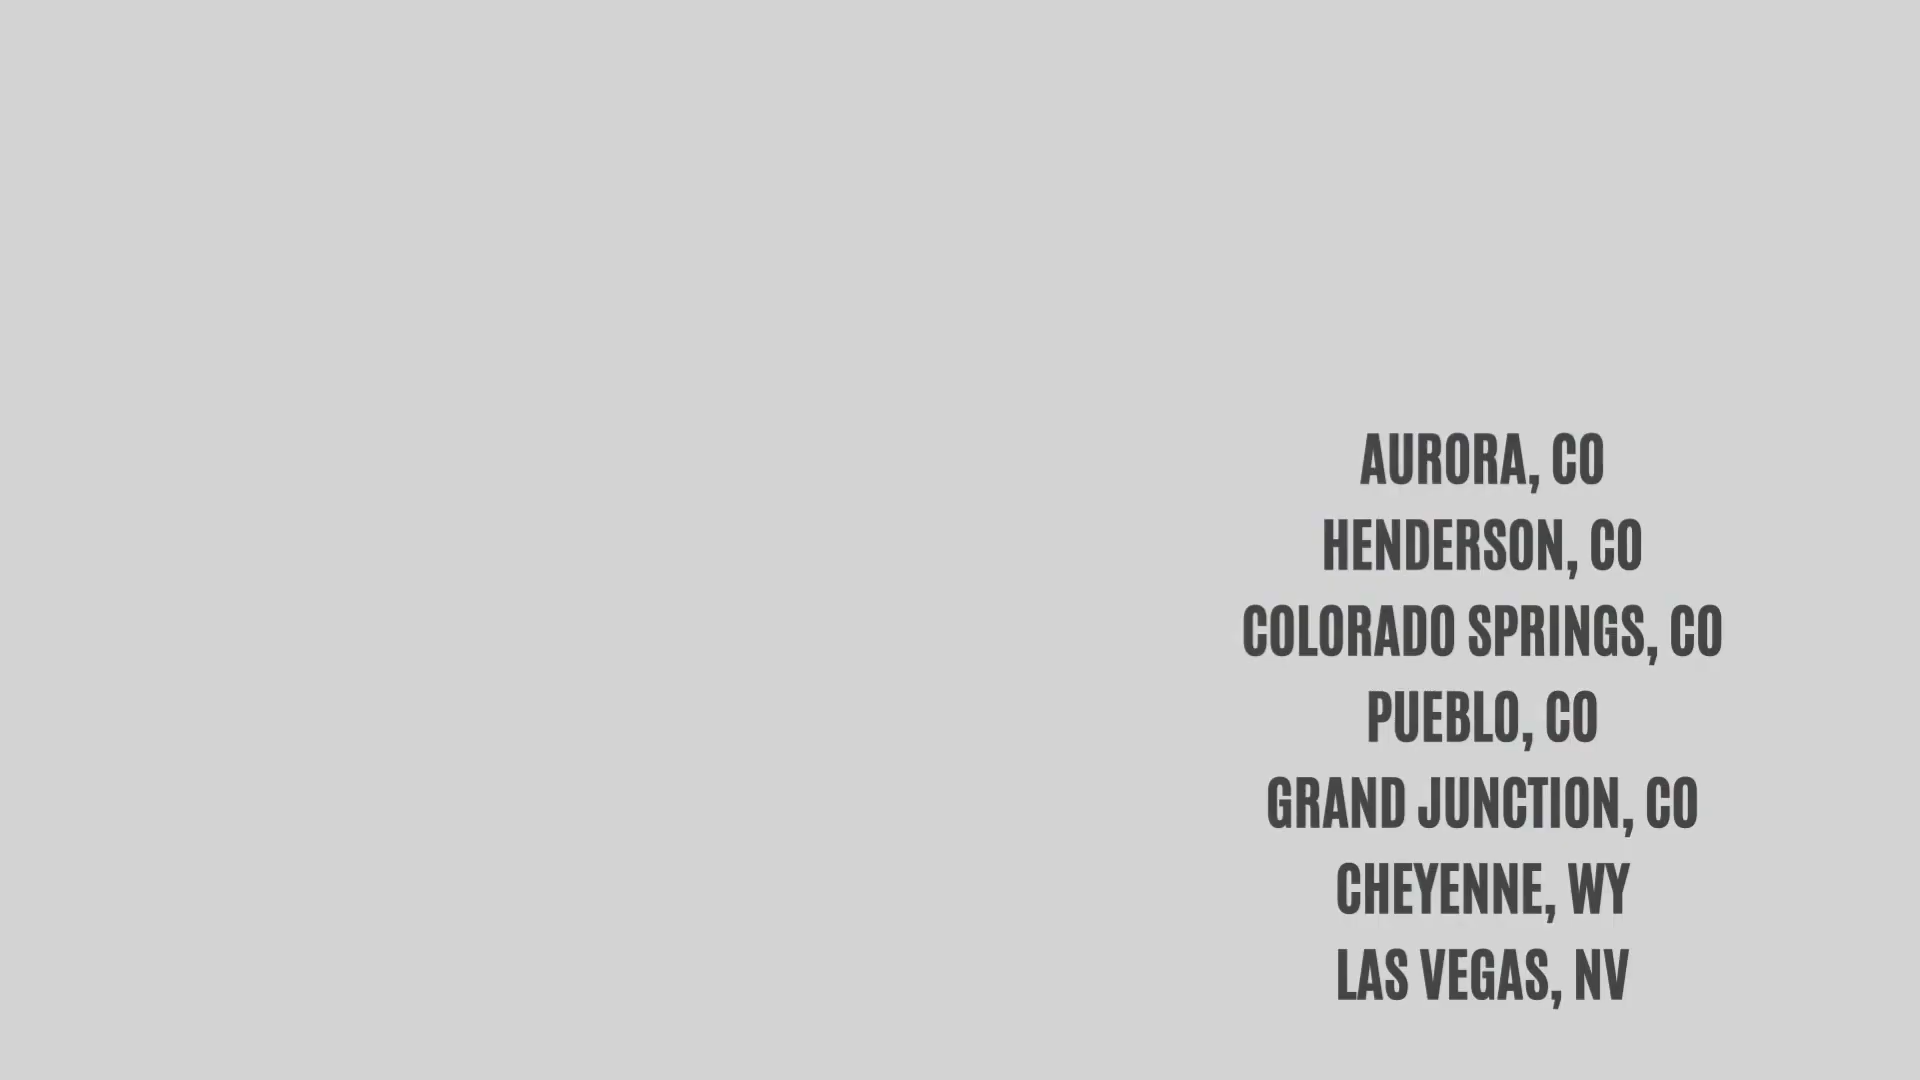 AURORA, CO
HENDERSON, CO
COLORADO SPRINGS, CO
PUEBLO, CO
GRAND JUNCTION, CO
CHEYENNE, WY
LAS VEGAS, NV